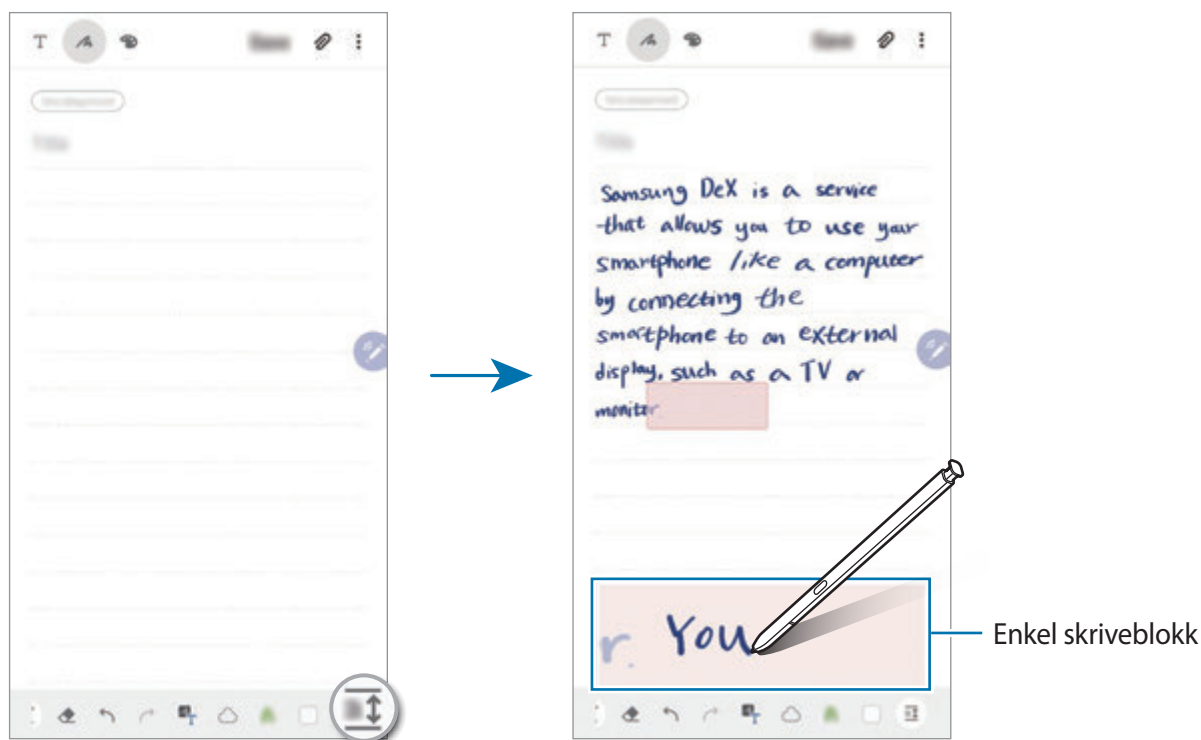 T
T
Samsung DeX is a service
that allows you to use your
smartphone like a computer
by connecting the
smartphone to an external
display, such as a TV or
monitor
r. You
Enkel skriveblokk